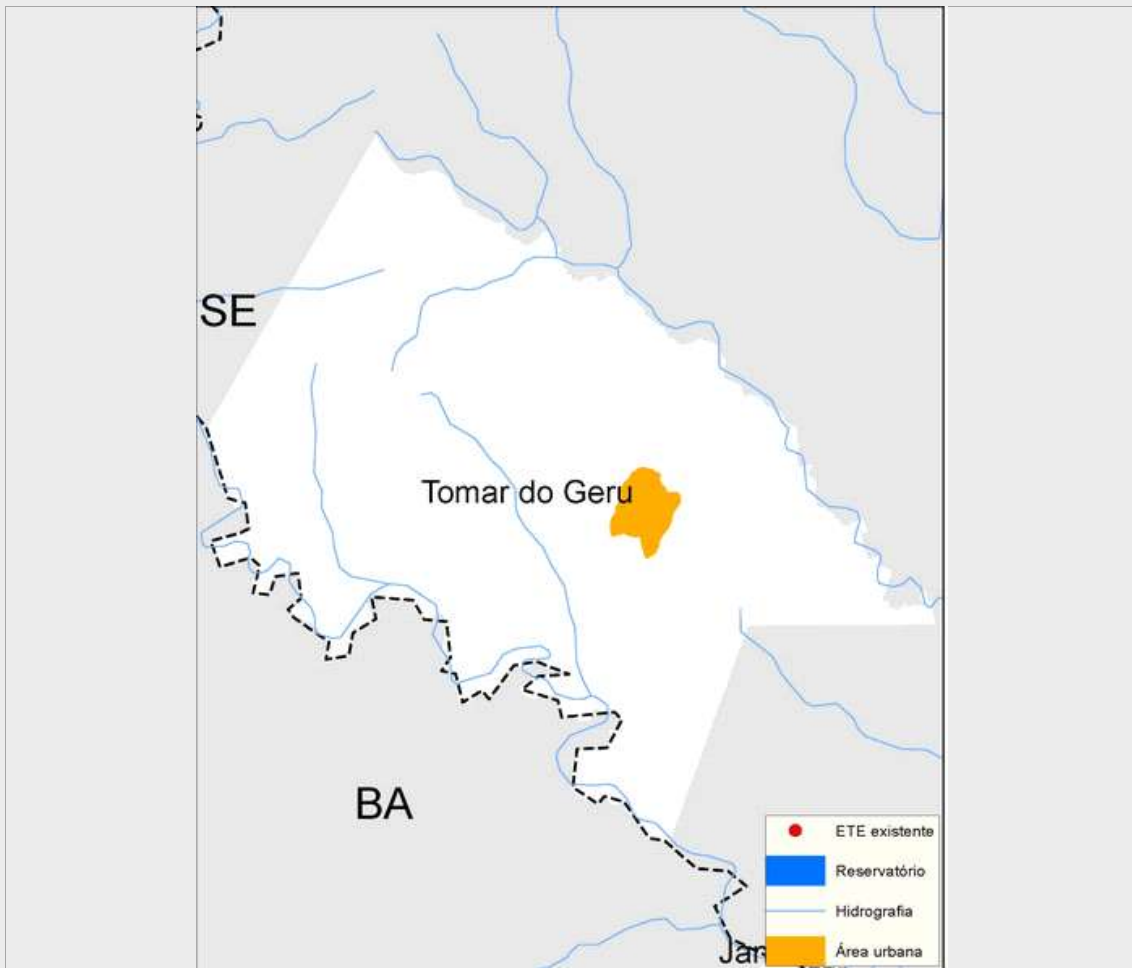 SE
Tomar do Geru
BA
ETE existente
Reservatório
Hidrografia
Área urbana